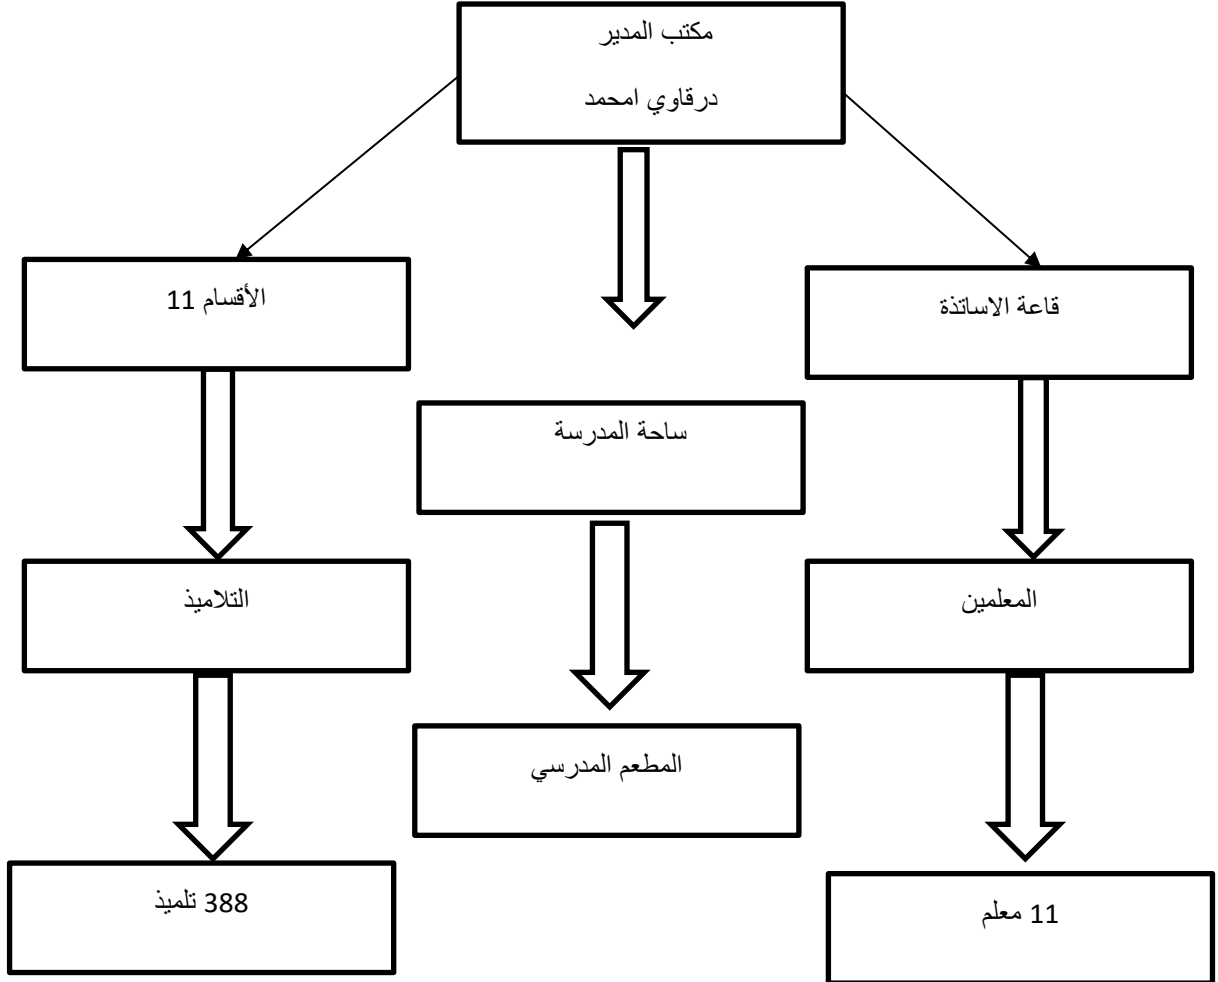 مكتب المدير
درقاوي امحمد
قاعة الاساتذة
الأقسام 11
ساحة المدرسة
المعلمين
التلاميذ
المطعم المدرسي
11 معلم
388 تلميذ